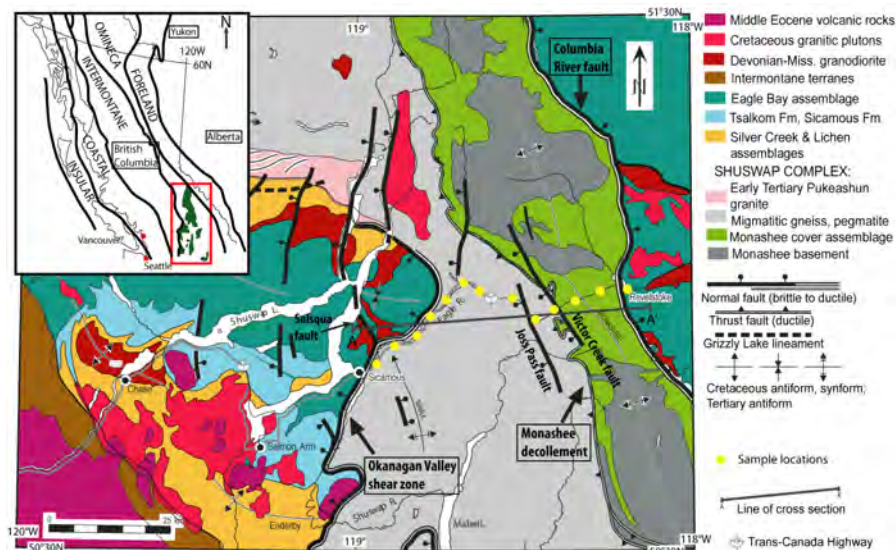 N
Yukon
120W
60N
OMINECA
INTERMONTANE
FORELAND
COASTAL
INSULAR
British
Columbia
Alberta
Vancouver
Seattle
119°
51°30N
118°W
Columbia
River fault
N
Shuswap L.
Solsqua
fault
Eagle R.
Revelstoke
A'
Victor Creek fault
Joss Pass fault
Sicamous
Chase
Salmon Arm
Monashee
decollement
Okanagan Valley
shear zone
Enderby
Shuswap R.
Mabel L.
25
0
120°W
50°30N
119°
118°W
Middle Eocene volcanic rocks
Cretaceous granitic plutons
Devonian-Miss. granodiorite
Intermontane terranes
Eagle Bay assemblage
Tsalkom Fm, Sicamous Fm
Silver Creek & Lichen
assemblages
SHUSWAP COMPLEX:
Early Tertiary Pukeashun
granite
Migmatitic gneiss, pegmatite
Monashee cover assemblage
Monashee basement
Normal fault (brittle to ductile)
Thrust fault (ductile)
Grizzly Lake lineament
Cretaceous antiform, synform;
Tertiary antiform
Sample locations
Line of cross section
Trans-Canada Highway